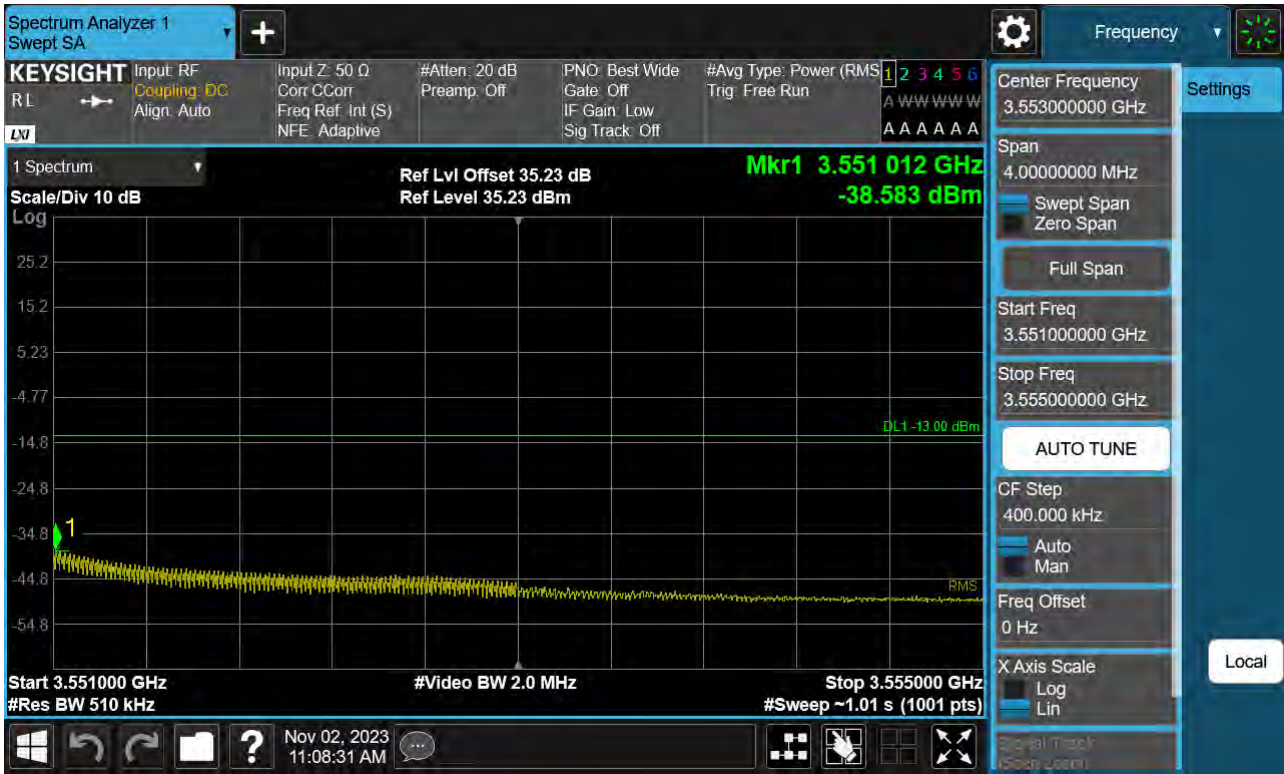 Spectrum Analyzer 1
Swept SA
+
Frequency
KEYSIGHT
RL
LXI
Input: RF
Coupling: DC
Align: Auto
Input Z: 50 Ω
Corr CCorr
Freq Ref: Int (S)
NFE: Adaptive
#Atten: 20 dB
Preamp: Off
PNO: Best Wide
Gate: Off
IF Gain: Low
Sig Track: Off
#Avg Type: Power (RMS
Trig: Free Run
1 2 3 4 5 6
A W W W W W
A A A A A A
1 Spectrum
Scale/Div 10 dB
Log
Ref Lvl Offset 35.23 dB
Ref Level 35.23 dBm
Mkr1 3.551 012 GHz
-38.583 dBm
25.2
15.2
5.23
-4.77
-14.8
-24.8
-34.8
-44.8
-54.8
DL1 -13.00 dBm
1
RMS
Start 3.551000 GHz
#Res BW 510 kHz
#Video BW 2.0 MHz
Stop 3.555000 GHz
#Sweep ~1.01 s (1001 pts)
Center Frequency
3.553000000 GHz
Settings
Span
4.00000000 MHz
Swept Span
Zero Span
Full Span
Start Freq
3.551000000 GHz
Stop Freq
3.555000000 GHz
AUTO TUNE
CF Step
400.000 kHz
Auto
Man
Freq Offset
0 Hz
X Axis Scale
Log
Lin
Local
Signal Track
(Span Zoom)
?
Nov 02, 2023
11:08:31 AM